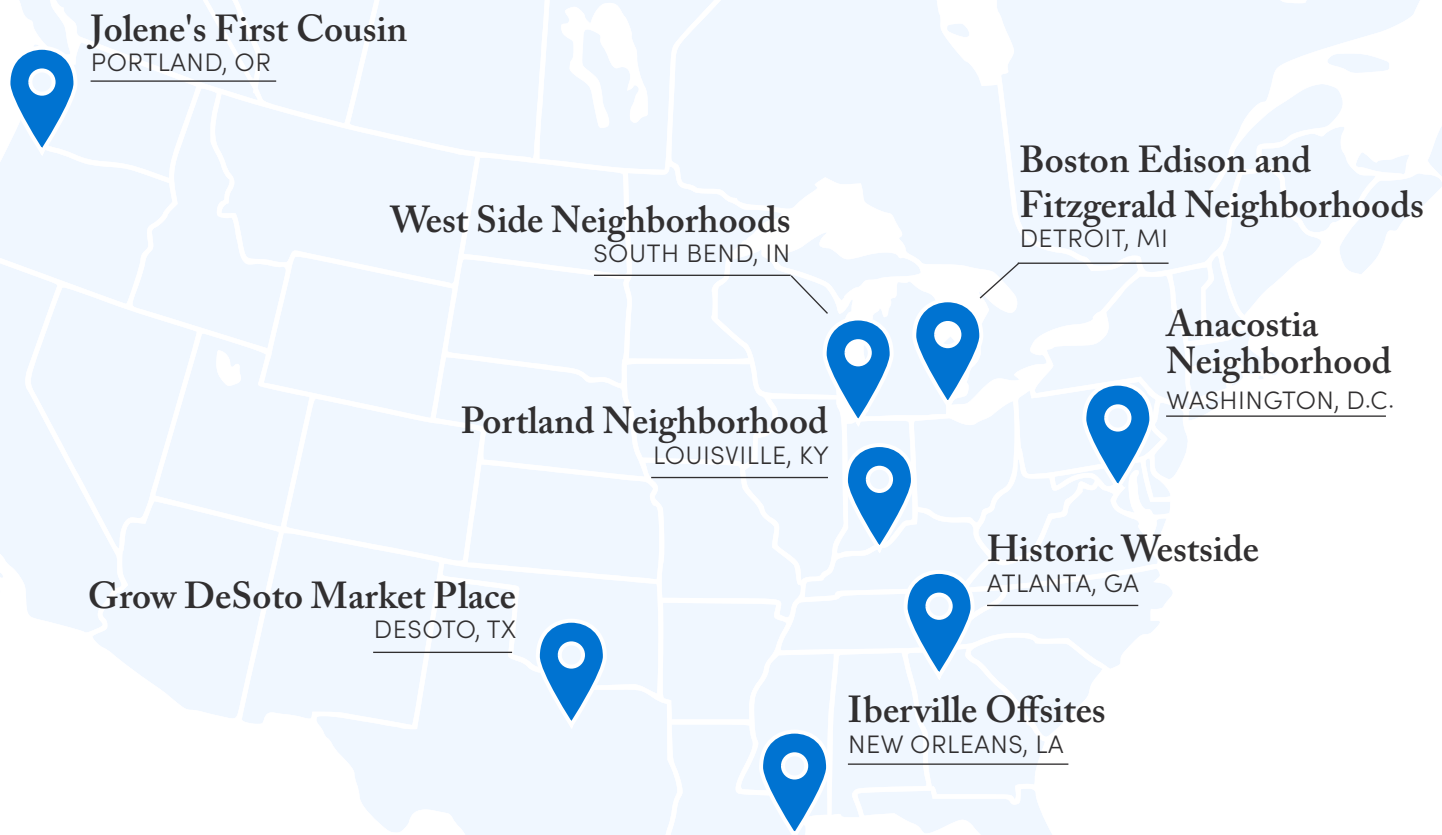 Jolene's First Cousin
PORTLAND, OR
Boston Edison and
Fitzgerald Neighborhoods
DETROIT, MI
West Side Neighborhoods
SOUTH BEND, IN
Anacostia
Neighborhood
WASHINGTON, D.C.
Portland Neighborhood
LOUISVILLE, KY
Historic Westside
ATLANTA, GA
Grow DeSoto Market Place
DESOTO, TX
Iberville Offsites
NEW ORLEANS, LA